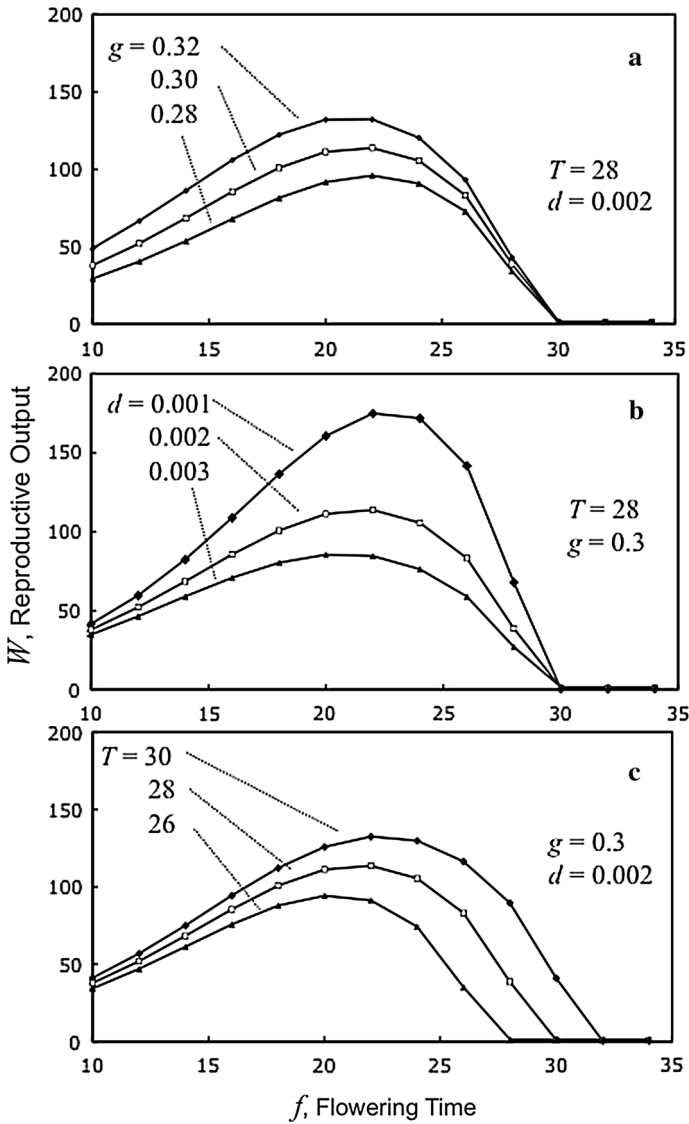 200
150
100
50
0
10 15 20 25 30 35
g = 0.32
0.30
0.28
a
T = 28
d = 0.002
200
150
100
50
0
10 15 20 25 30 35
d = 0.001
0.002
0.003
b
T = 28
g = 0.3
W, Reproductive Output
200
150
100
50
0
10 15 20 25 30 35
T = 30
28
26
c
g = 0.3
d = 0.002
f, Flowering Time